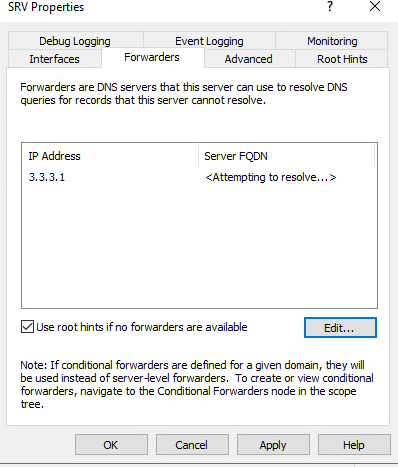 SRV Properties
Debug Logging Event Logging Monitoring
Interfaces Forwarders Advanced Root Hints
Forwarders are DNS servers that this server can use to resolve DNS
queries for records that this server cannot resolve.
IP Address Server FQDN
3.3.3.1 <Attempting to resolve...>
Use root hints if no forwarders are available Edit...
Note: If conditional forwarders are defined for a given domain, they will
be used instead of server-level forwarders. To create or view conditional
forwarders, navigate to the Conditional Forwarders node in the scope
tree.
OK Cancel Apply Help